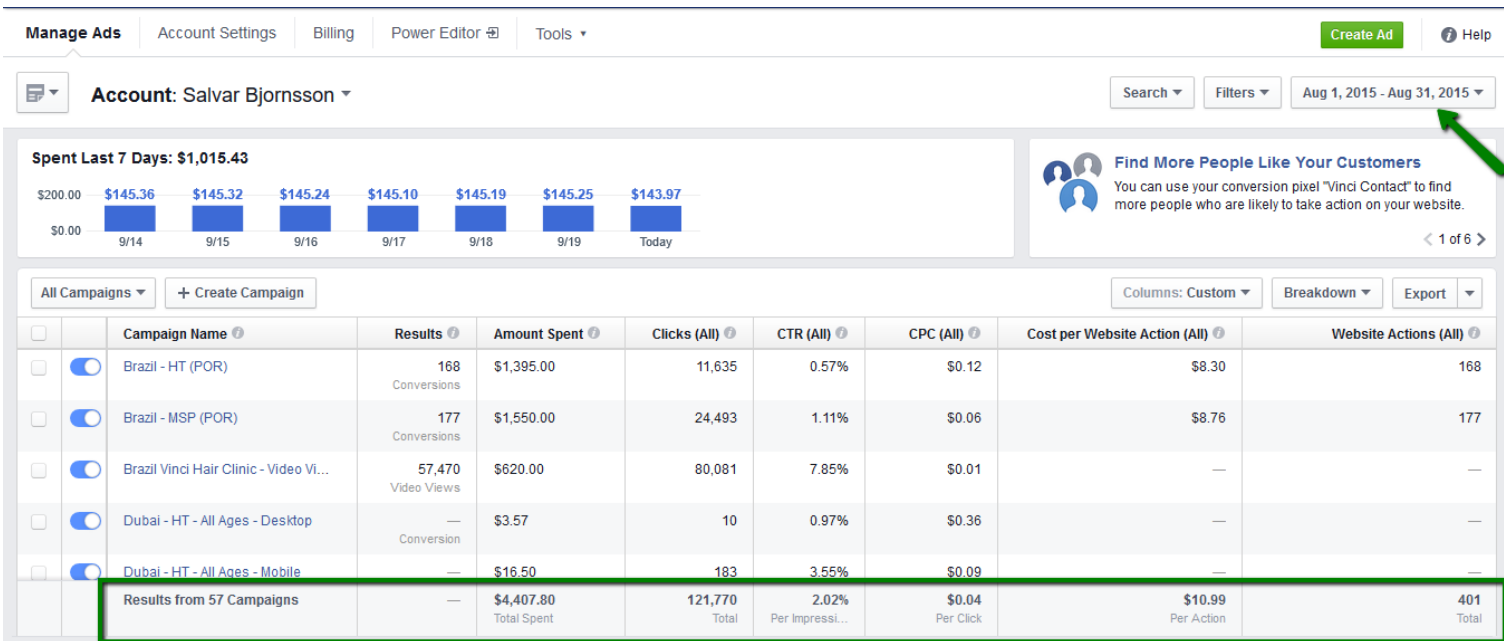 Manage Ads Account Settings Billing Power Editor Tools Create Ad Help
Account: Salvar Bjornsson Search Filters Aug 1, 2015 - Aug 31, 2015
Spent Last 7 Days: $1,015.43
$200.00 $145.36 $145.32 $145.24 $145.10 $145.19 $145.25 $143.97
$0.00
9/14 9/15 9/16 9/17 9/18 9/19 Today
Find More People Like Your Customers
You can use your conversion pixel "Vinci Contact" to find
more people who are likely to take action on your website.
1 of 6
All Campaigns + Create Campaign Columns: Custom Breakdown Export
Campaign Name Results Amount Spent Clicks (All) CTR (All) CPC (All) Cost per Website Action (All) Website Actions (All)
Brazil - HT (POR) 168 $1,395.00 11,635 0.57% $0.12 $8.30 168
Conversions
Brazil - MSP (POR) 177 $1,550.00 24,493 1.11% $0.06 $8.76 177
Conversions
Brazil Vinci Hair Clinic - Video Vi... 57,470 $620.00 80,081 7.85% $0.01 — —
Video Views
Dubai - HT - All Ages - Desktop — $3.57 10 0.97% $0.36 — —
Conversion
Dubai - HT - All Ages - Mobile — $16.50 183 3.55% $0.09 — —
Results from 57 Campaigns — $4,407.80 121,770 2.02% $0.04 $10.99 401
Total Spent Total Per Impressi... Per Click Per Action Total